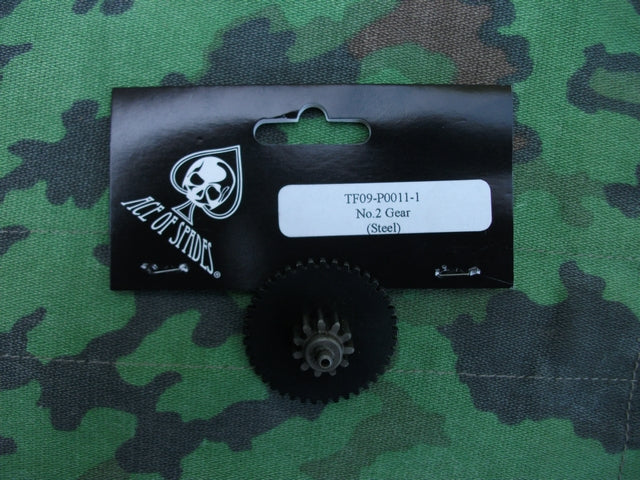 ACE OF SPADES®
TF09-P0011-1
No.2 Gear
(Steel)